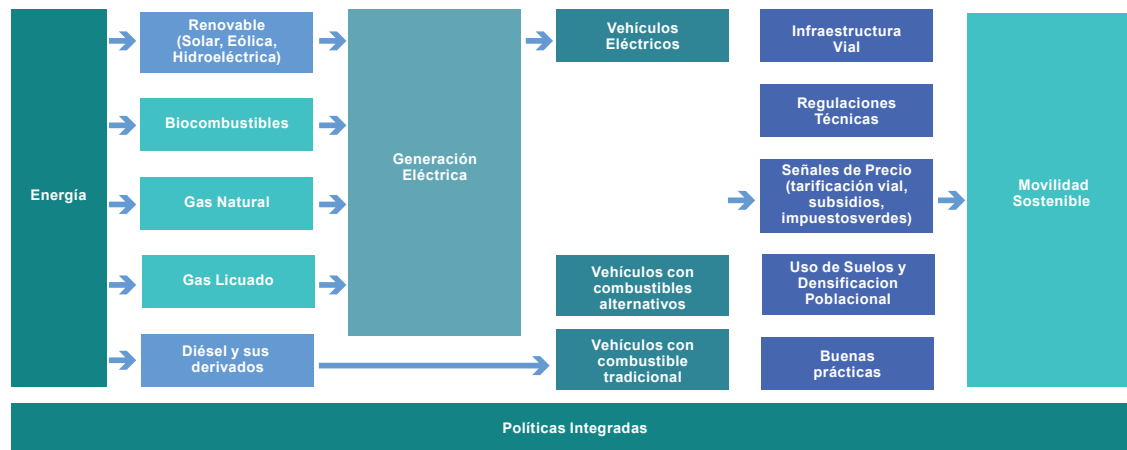 Energía
Renovable
(Solar, Eólica,
Hidroeléctrica)
Biocombustibles
Gas Natural
Gas Licuado
Diésel y sus
derivados
Generación
Eléctrica
Vehículos
Eléctricos
Vehículos con
combustibles
alternativos
Vehículos con
combustible
tradicional
Infraestructura
Vial
Regulaciones
Técnicas
Señales de Precio
(tarificación vial,
subsidios,
impuestosverdes)
Uso de Suelos y
Densificacion
Poblacional
Buenas
prácticas
Movilidad
Sostenible
Políticas Integradas